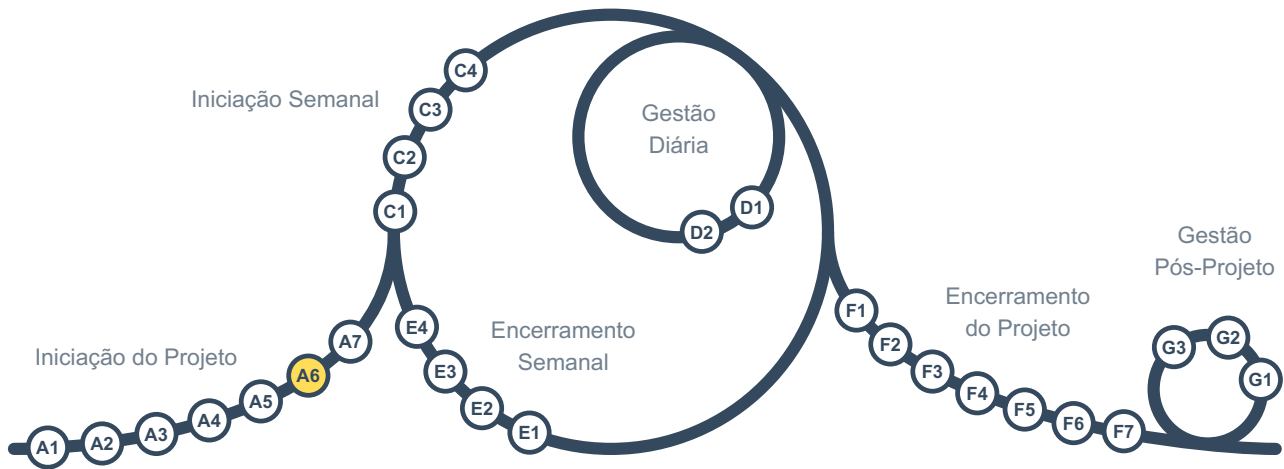 Iniciação do Projeto
A1
A2
A3
A4
A5
A6
A7
Iniciação Semanal
C1
C2
C3
C4
Gestão
Diária
D1
D2
Encerramento
Semanal
E1
E2
E3
E4
Encerramento
do Projeto
F1
F2
F3
F4
F5
F6
F7
Gestão
Pós-Projeto
G1
G2
G3